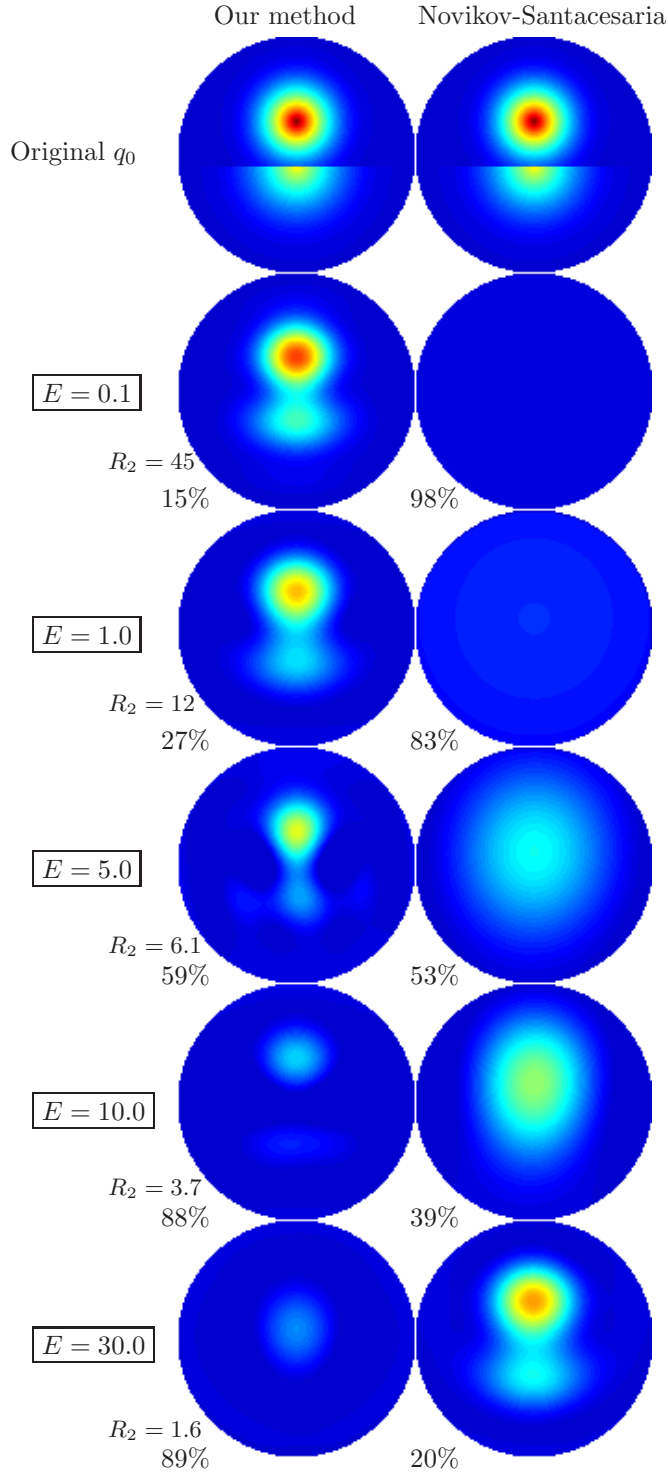 Our method Novikov-Santacesaria
Original q₀
E = 0.1
R₂ = 45
15% 98%
E = 1.0
R₂ = 12
27% 83%
E = 5.0
R₂ = 6.1
59% 53%
E = 10.0
R₂ = 3.7
88% 39%
E = 30.0
R₂ = 1.6
89% 20%